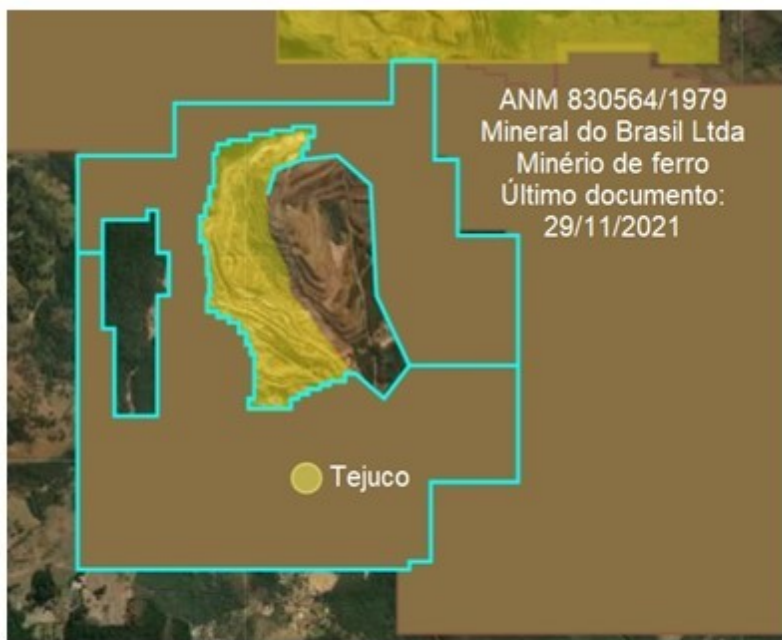 ANM 830564/1979
Mineral do Brasil Ltda
Minério de ferro
Último documento:
29/11/2021
Tejuco